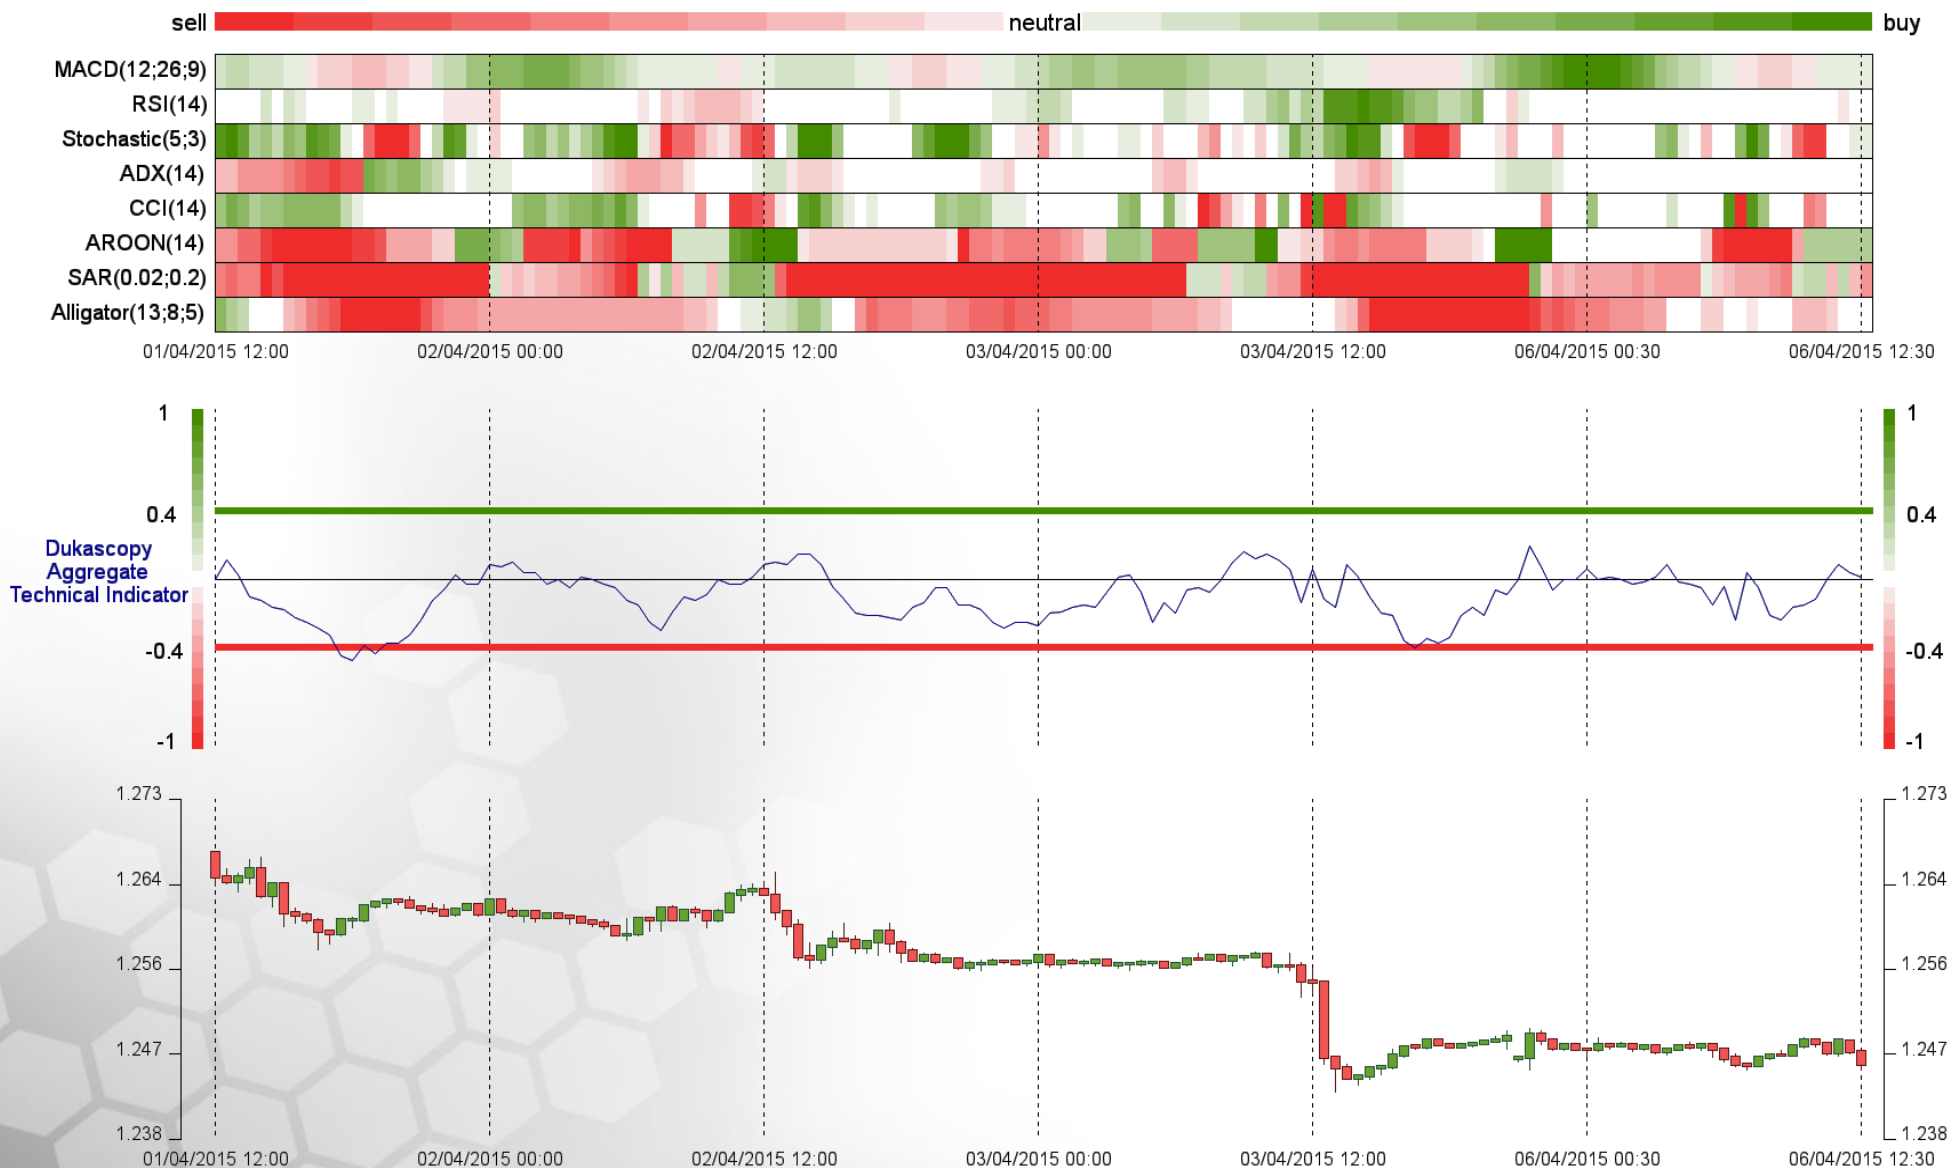 sell neutral buy
MACD(12;26;9)
RSI(14)
Stochastic(5;3)
ADX(14)
CCI(14)
AROON(14)
SAR(0.02;0.2)
Alligator(13;8;5)
01/04/2015 12:00 02/04/2015 00:00 02/04/2015 12:00 03/04/2015 00:00 03/04/2015 12:00 06/04/2015 00:30 06/04/2015 12:30
1 1
0.4 0.4
Dukascopy
Aggregate
Technical Indicator
-0.4 -0.4
-1 -1
1.273 1.273
1.264 1.264
1.256 1.256
1.247 1.247
1.238 1.238
01/04/2015 12:00 02/04/2015 00:00 02/04/2015 12:00 03/04/2015 00:00 03/04/2015 12:00 06/04/2015 00:30 06/04/2015 12:30